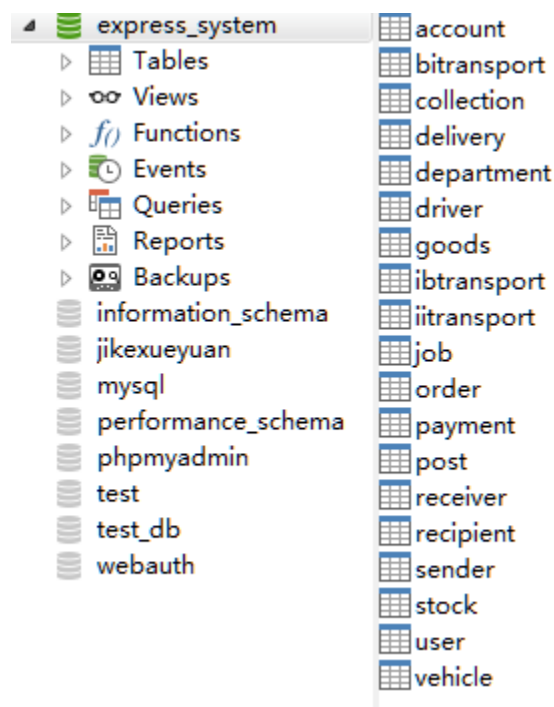 express_system
Tables
Views
f() Functions
Events
Queries
Reports
Backups
information_schema
jikexueyuan
mysql
performance_schema
phpmyadmin
test
test_db
webauth
account
bitransport
collection
delivery
department
driver
goods
ibtransport
iitransport
job
order
payment
post
receiver
recipient
sender
stock
user
vehicle